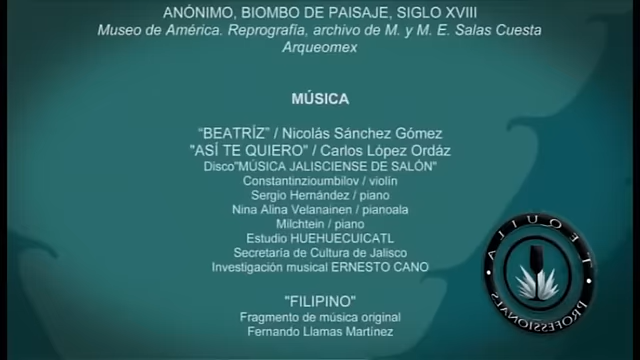 ANÓNIMO, BIOMBO DE PAISAJE, SIGLO XVIII
Museo de América. Reprografía, archivo de M. y M. E. Salas Cuesta
Arqueomex
MÚSICA
“BEATRÍZ” / Nicolás Sánchez Gómez
"ASÍ TE QUIERO" / Carlos López Ordáz
Disco"MÚSICA JALISCIENSE DE SALÓN"
Constantinzioumbilov / violín
Sergio Hernández / piano
Nina Alina Velanainen / pianoala
Milchtein / piano
Estudio HUEHUECUICATL
Secretaría de Cultura de Jalisco
Investigación musical ERNESTO CANO
"FILIPINO"
Fragmento de música original
Fernando Llamas Martínez
TEQUILA
PROFESSIONALS